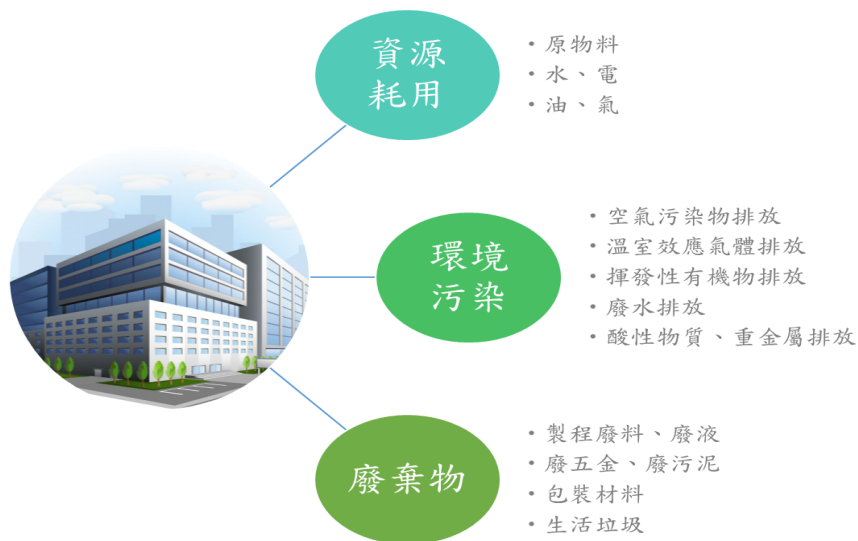 資源
耗用
• 原物料
• 水、電
• 油、氣
環境
污染
• 空氣污染物排放
• 溫室效應氣體排放
• 揮發性有機物排放
• 廢水排放
• 酸性物質、重金屬排放
廢棄物
• 製程廢料、廢液
• 廢五金、廢污泥
• 包裝材料
• 生活垃圾